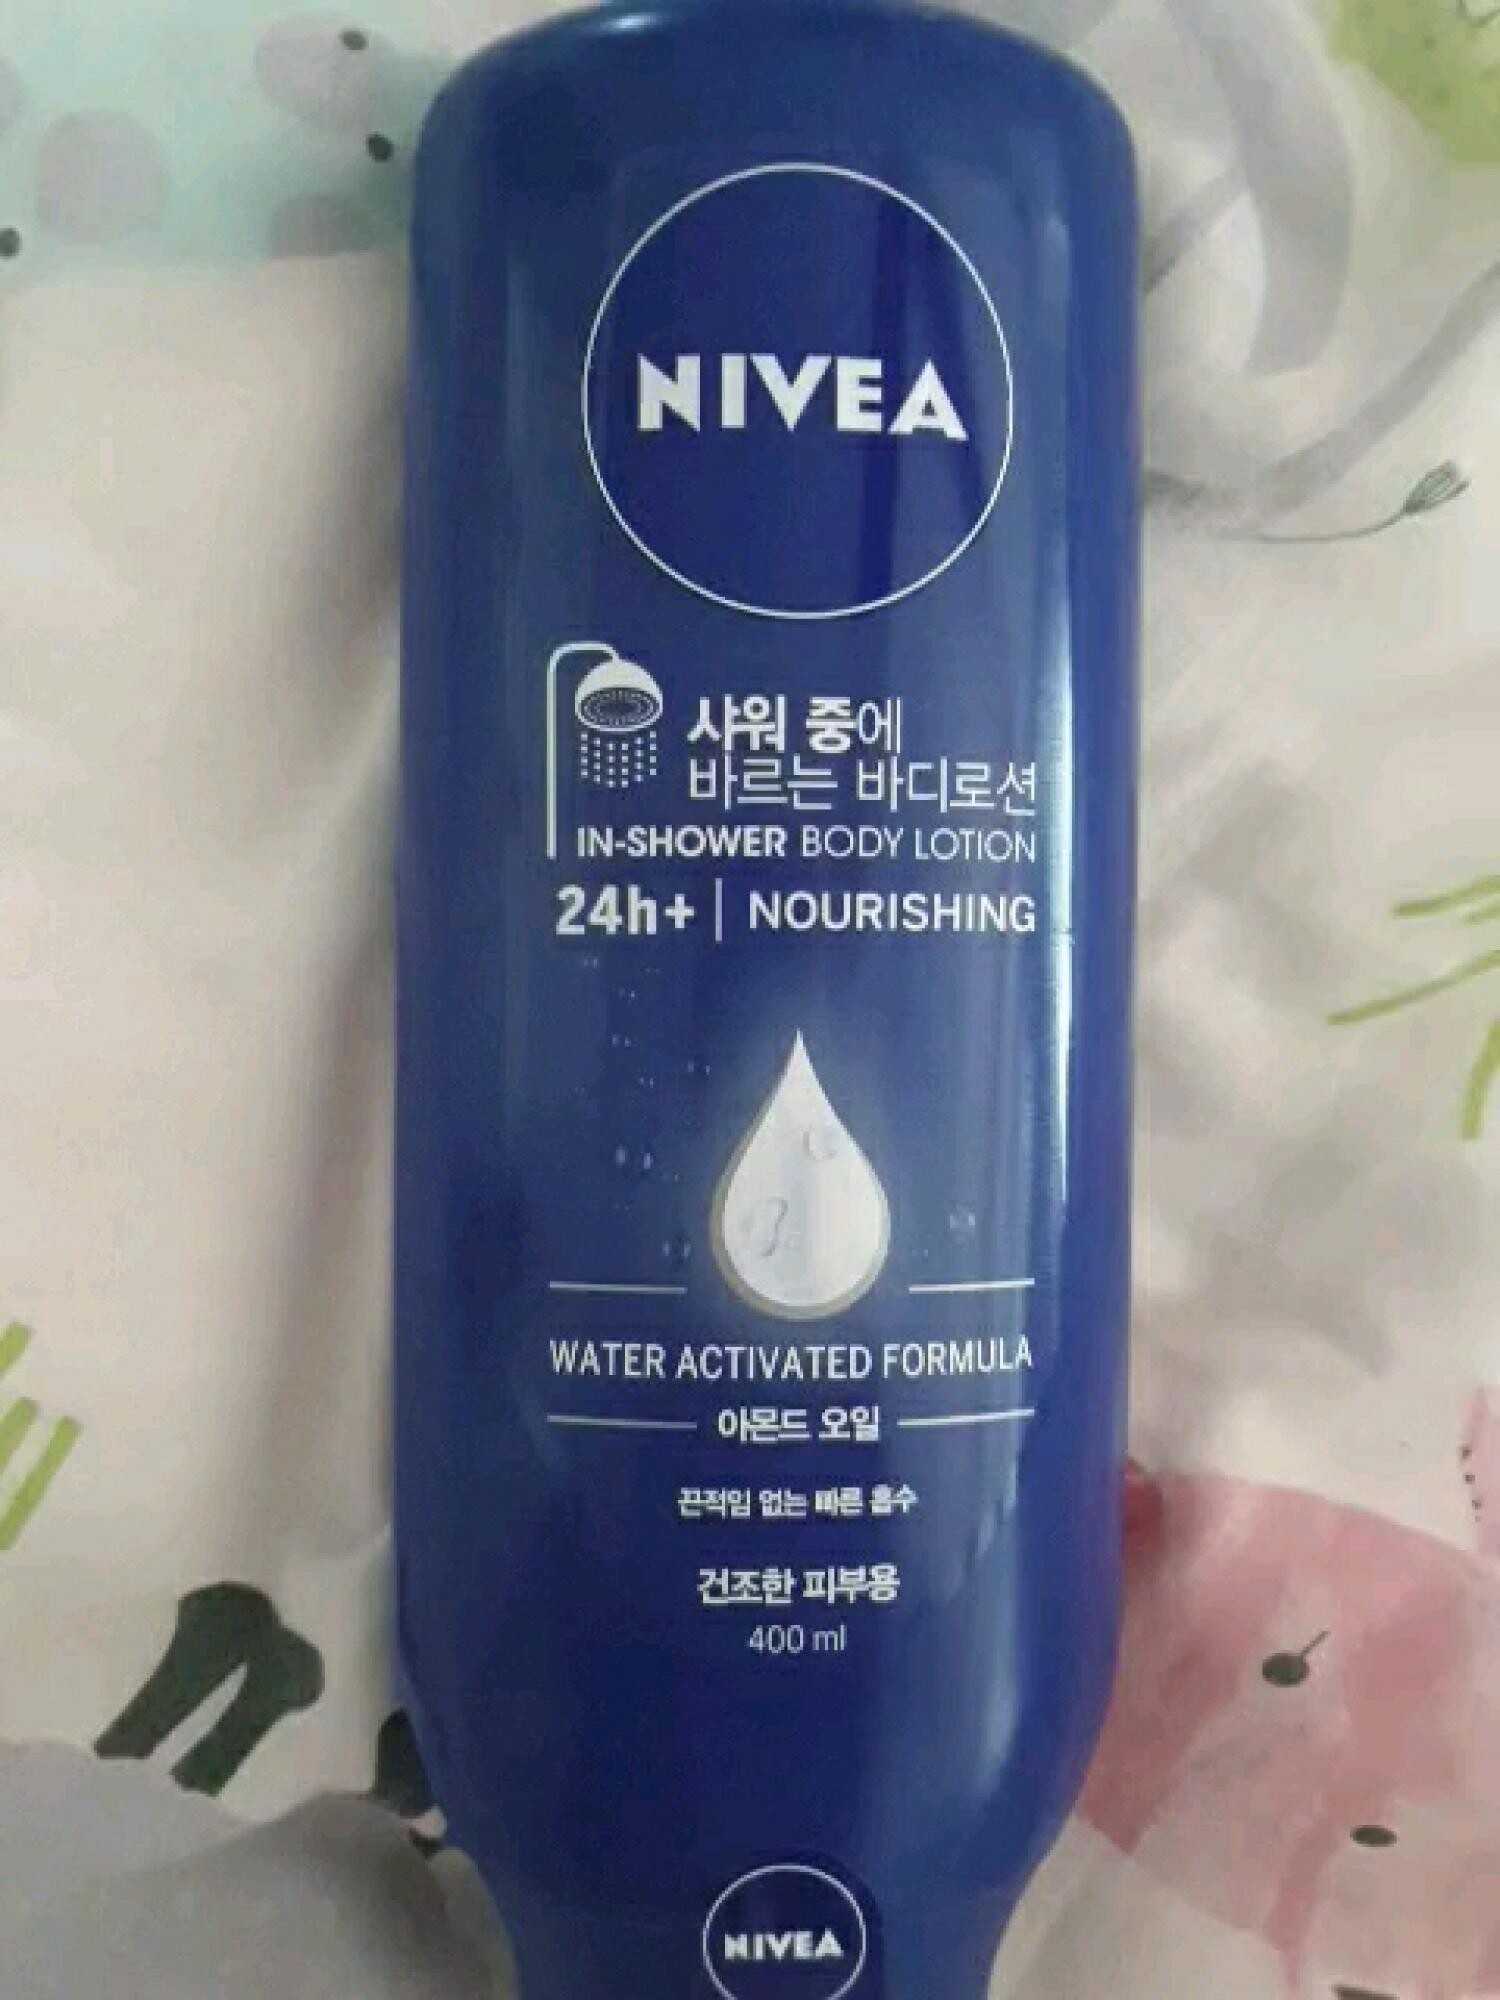 NIVEA
샤워 중에
바르는 바디로션
IN-SHOWER BODY LOTION
24h+ | NOURISHING
WATER ACTIVATED FORMULA
아몬드 오일
끈적임 없는 빠른 흡수
건조한 피부용
400 ml
NIVEA